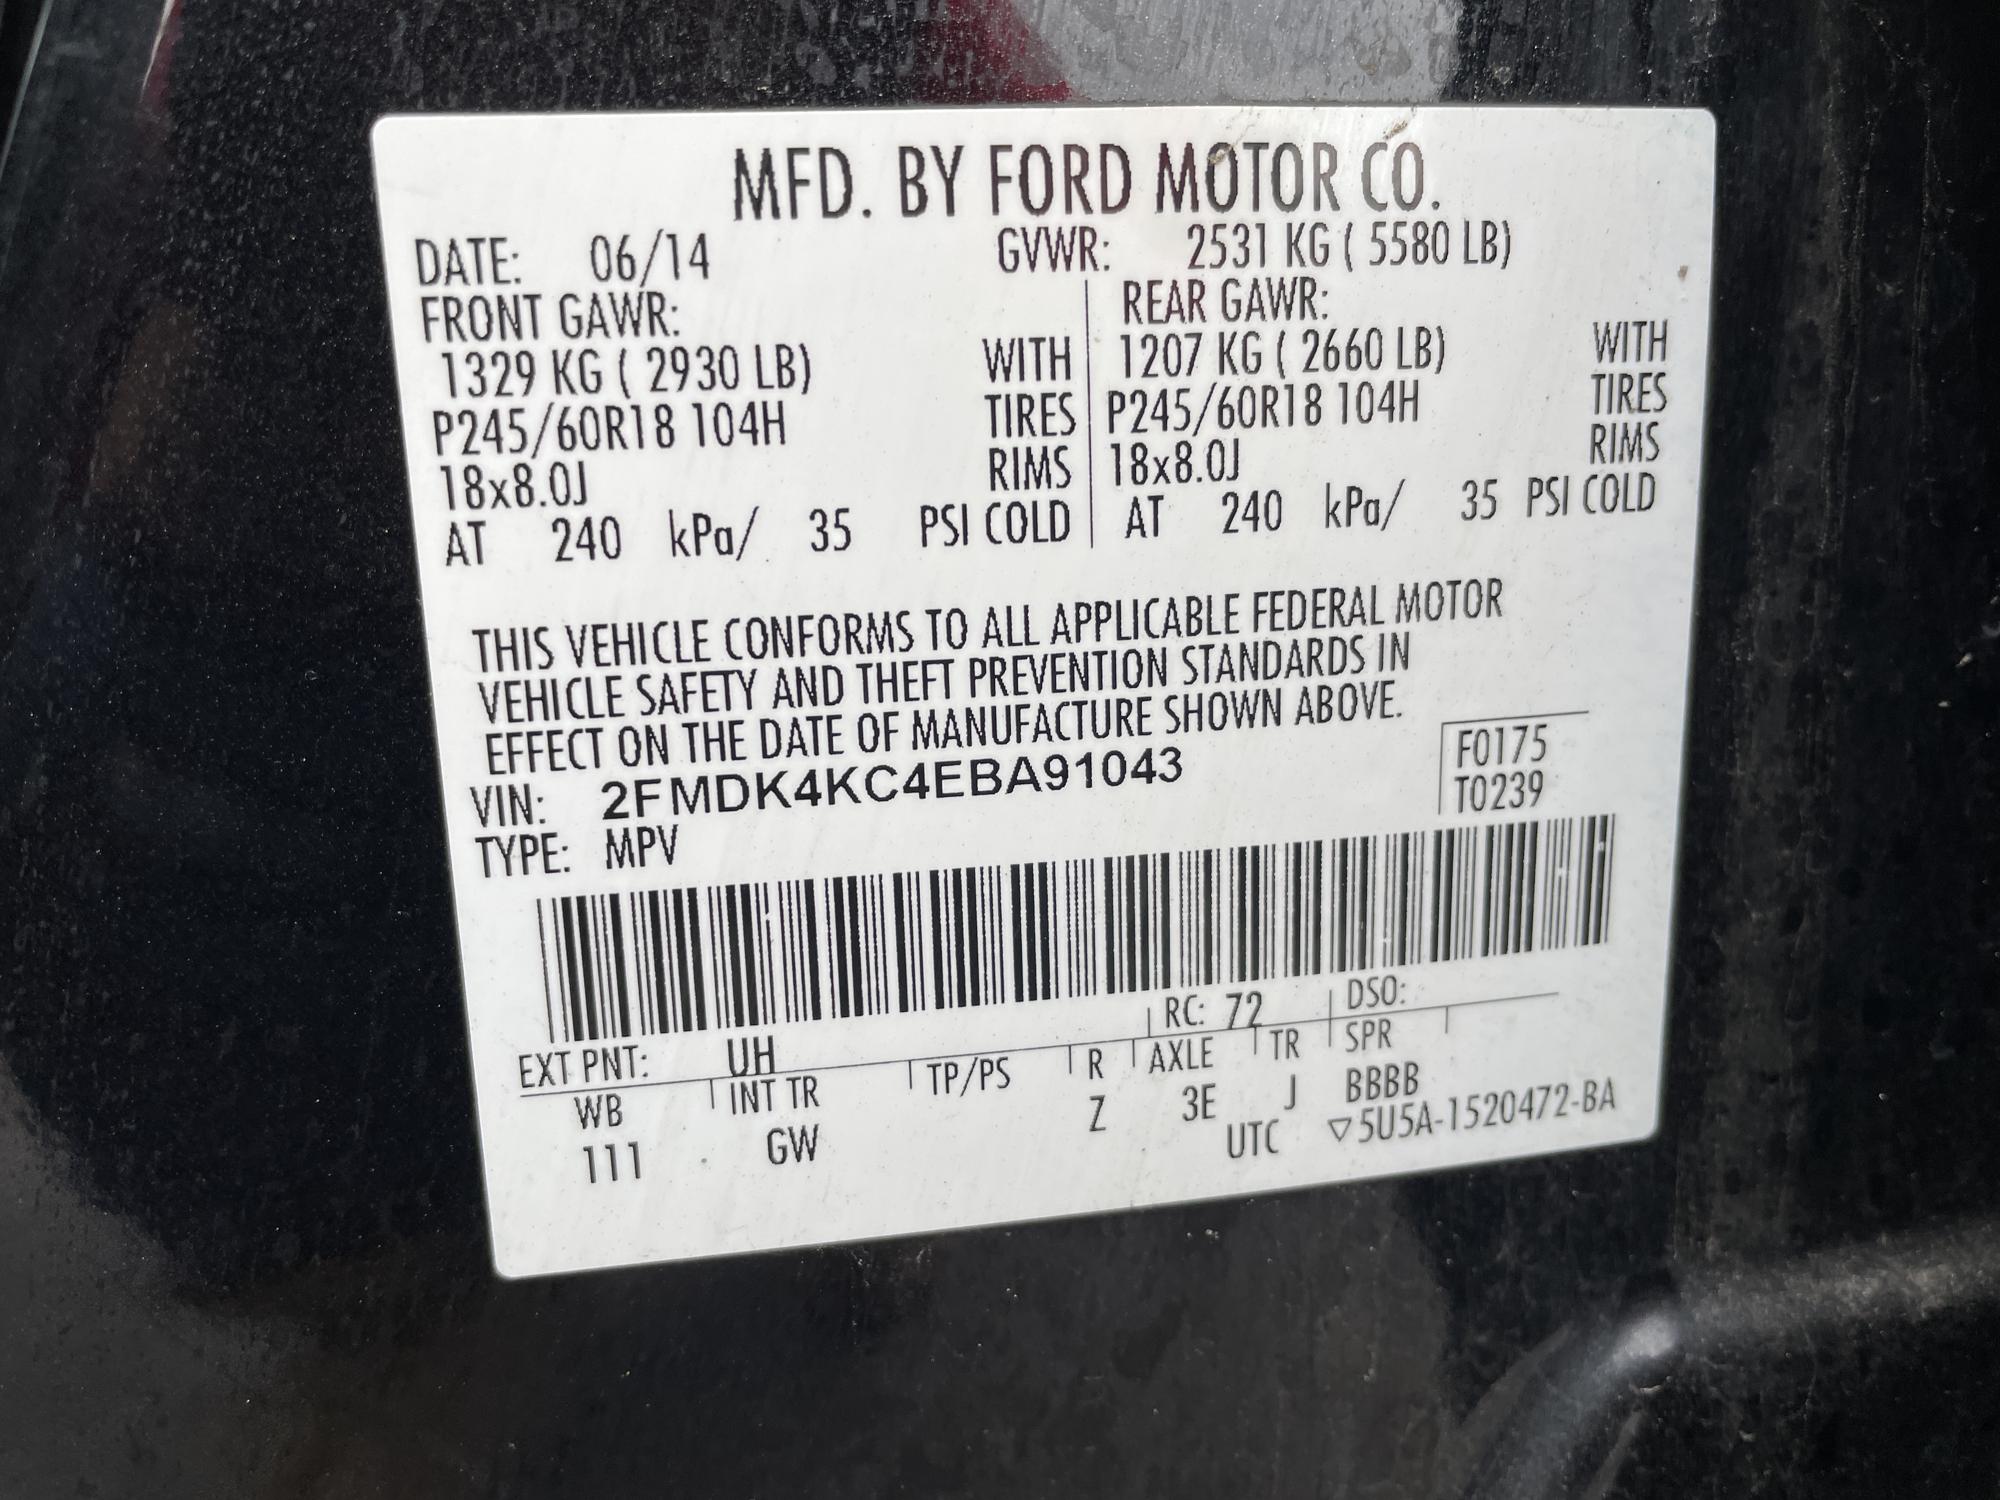 MFD. BY FORD MOTOR CO.
DATE: 06/14 GVWR: 2531 KG ( 5580 LB)
FRONT GAWR: REAR GAWR:
1329 KG ( 2930 LB) WITH 1207 KG ( 2660 LB) WITH
P245/60R18 104H TIRES P245/60R18 104H TIRES
18x8.0J RIMS 18x8.0J RIMS
AT 240 kPa/ 35 PSI COLD AT 240 kPa/ 35 PSI COLD
THIS VEHICLE CONFORMS TO ALL APPLICABLE FEDERAL MOTOR
VEHICLE SAFETY AND THEFT PREVENTION STANDARDS IN
EFFECT ON THE DATE OF MANUFACTURE SHOWN ABOVE.
VIN: 2FMDK4KC4EBA91043 F0175
TYPE: MPV T0239
EXT PNT: UH RC: 72 DSO:
WB INT TR TP/PS R AXLE TR SPR
111 GW Z 3E J BBBB
UTC ▽5U5A-1520472-BA